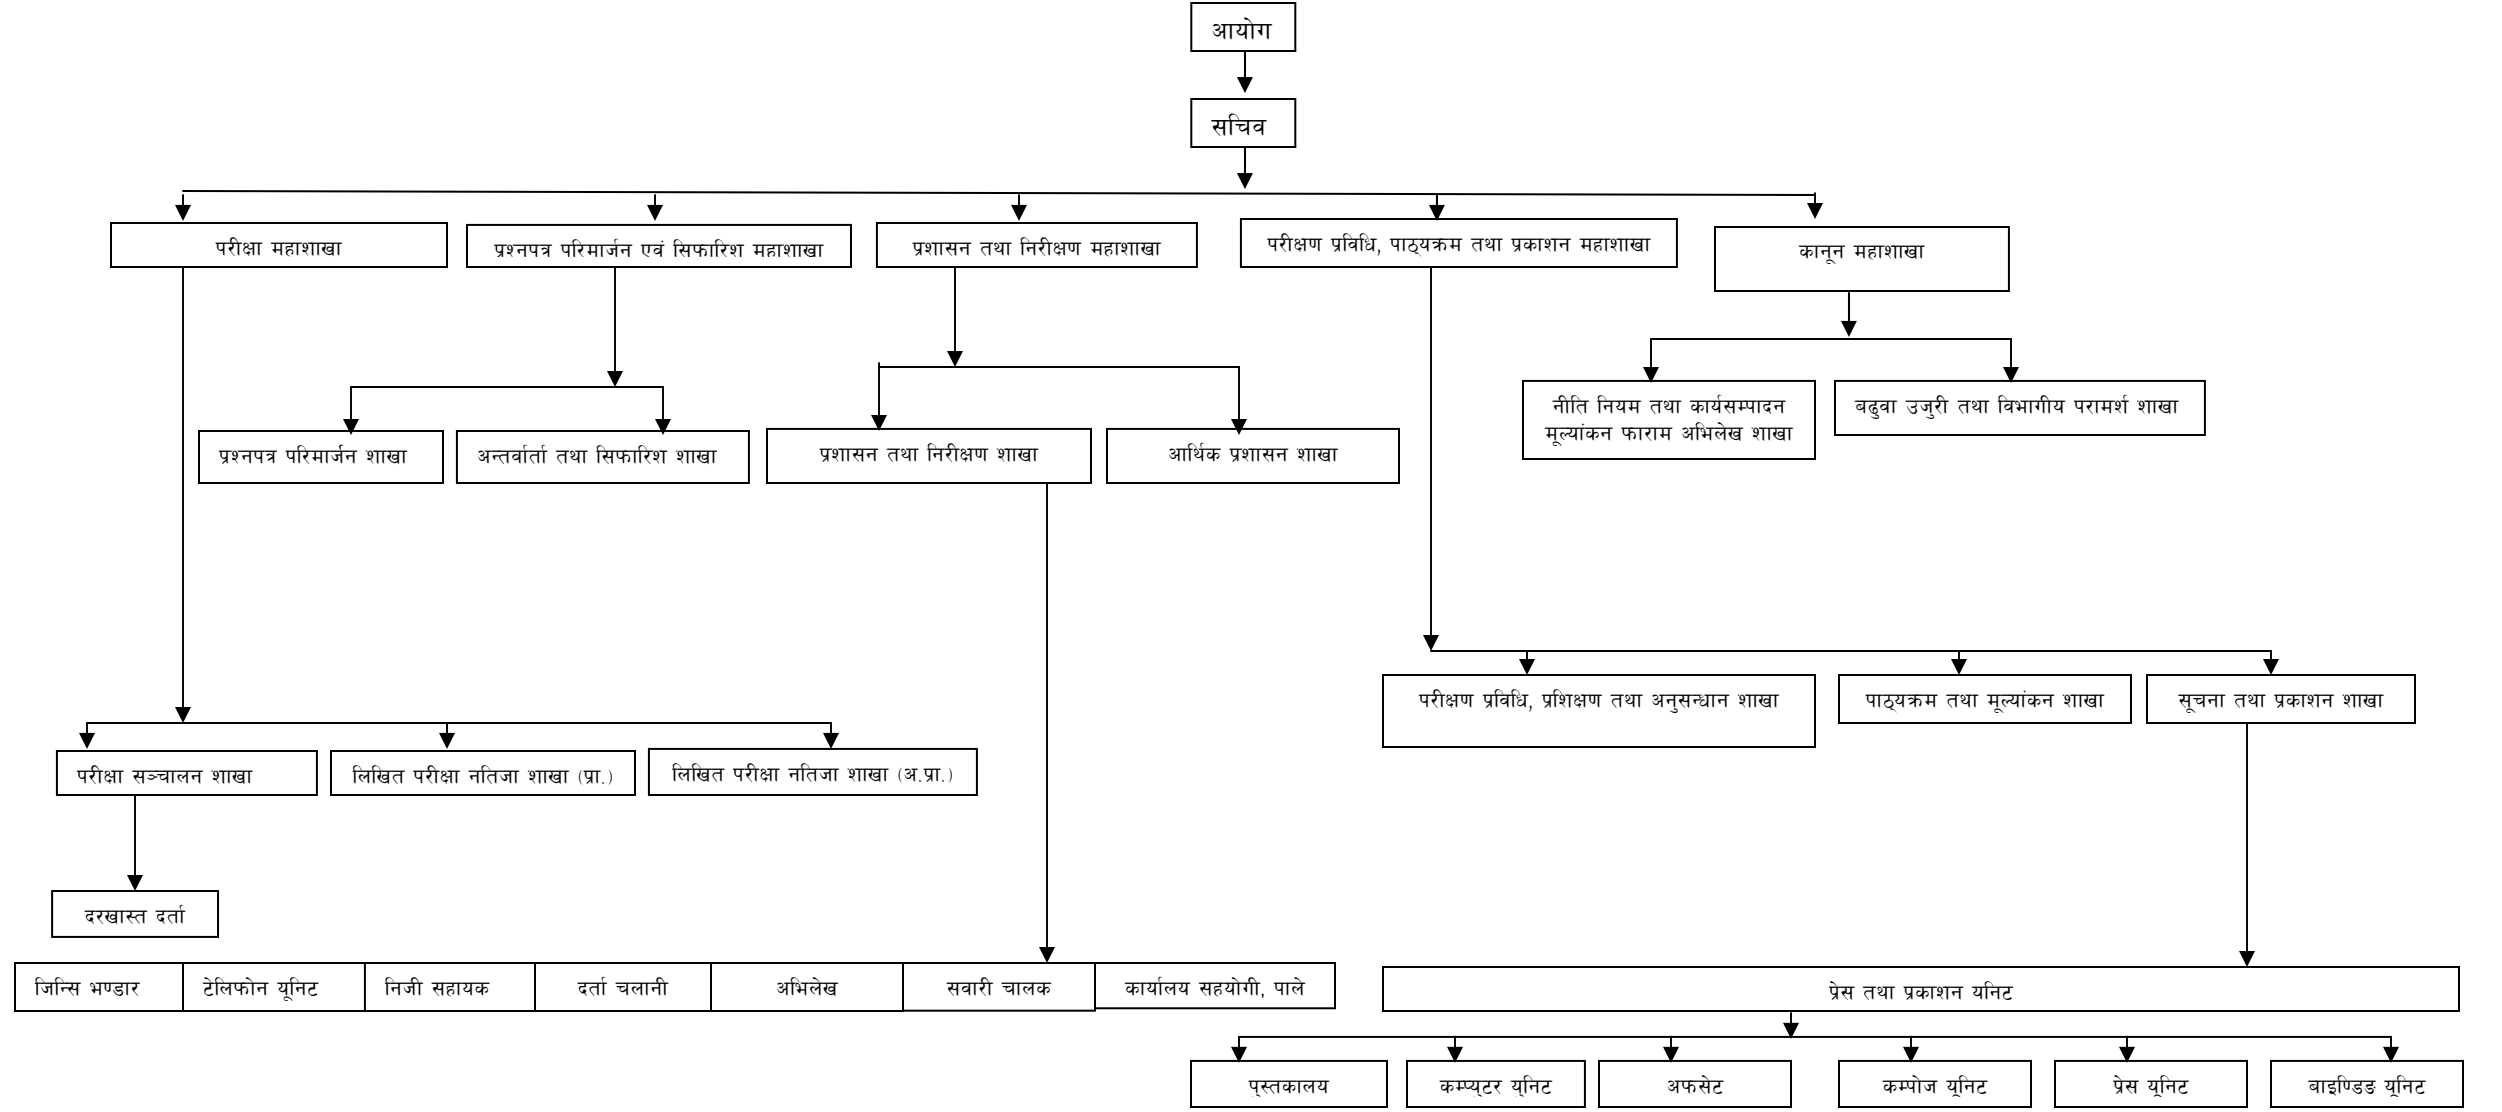 आयोग
सचिव
परीक्षा महाशाखा
प्रश्नपत्र परिमार्जन एवं सिफारिश महाशाखा
प्रशासन तथा निरीक्षण महाशाखा
परीक्षण प्रविधि, पाठ्यक्रम तथा प्रकाशन महाशाखा
कानून महाशाखा
नीति नियम तथा कार्यसम्पादन
मूल्यांकन फाराम अभिलेख शाखा
बढुवा उजुरी तथा विभागीय परामर्श शाखा
प्रश्नपत्र परिमार्जन शाखा
अन्तर्वार्ता तथा सिफारिश शाखा
प्रशासन तथा निरीक्षण शाखा
आर्थिक प्रशासन शाखा
परीक्षण प्रविधि, प्रशिक्षण तथा अनुसन्धान शाखा
पाठ्यक्रम तथा मूल्यांकन शाखा
सूचना तथा प्रकाशन शाखा
परीक्षा सञ्चालन शाखा
लिखित परीक्षा नतिजा शाखा (प्रा.)
लिखित परीक्षा नतिजा शाखा (अ.प्रा.)
दरखास्त दर्ता
जिन्सि भण्डार
टेलिफोन यूनिट
निजी सहायक
दर्ता चलानी
अभिलेख
सवारी चालक
कार्यालय सहयोगी, पाले
प्रेस तथा प्रकाशन यनिट
पुस्तकालय
कम्प्युटर युनिट
अफसेट
कम्पोज यूनिट
प्रेस यूनिट
बाइण्डिङ यूनिट